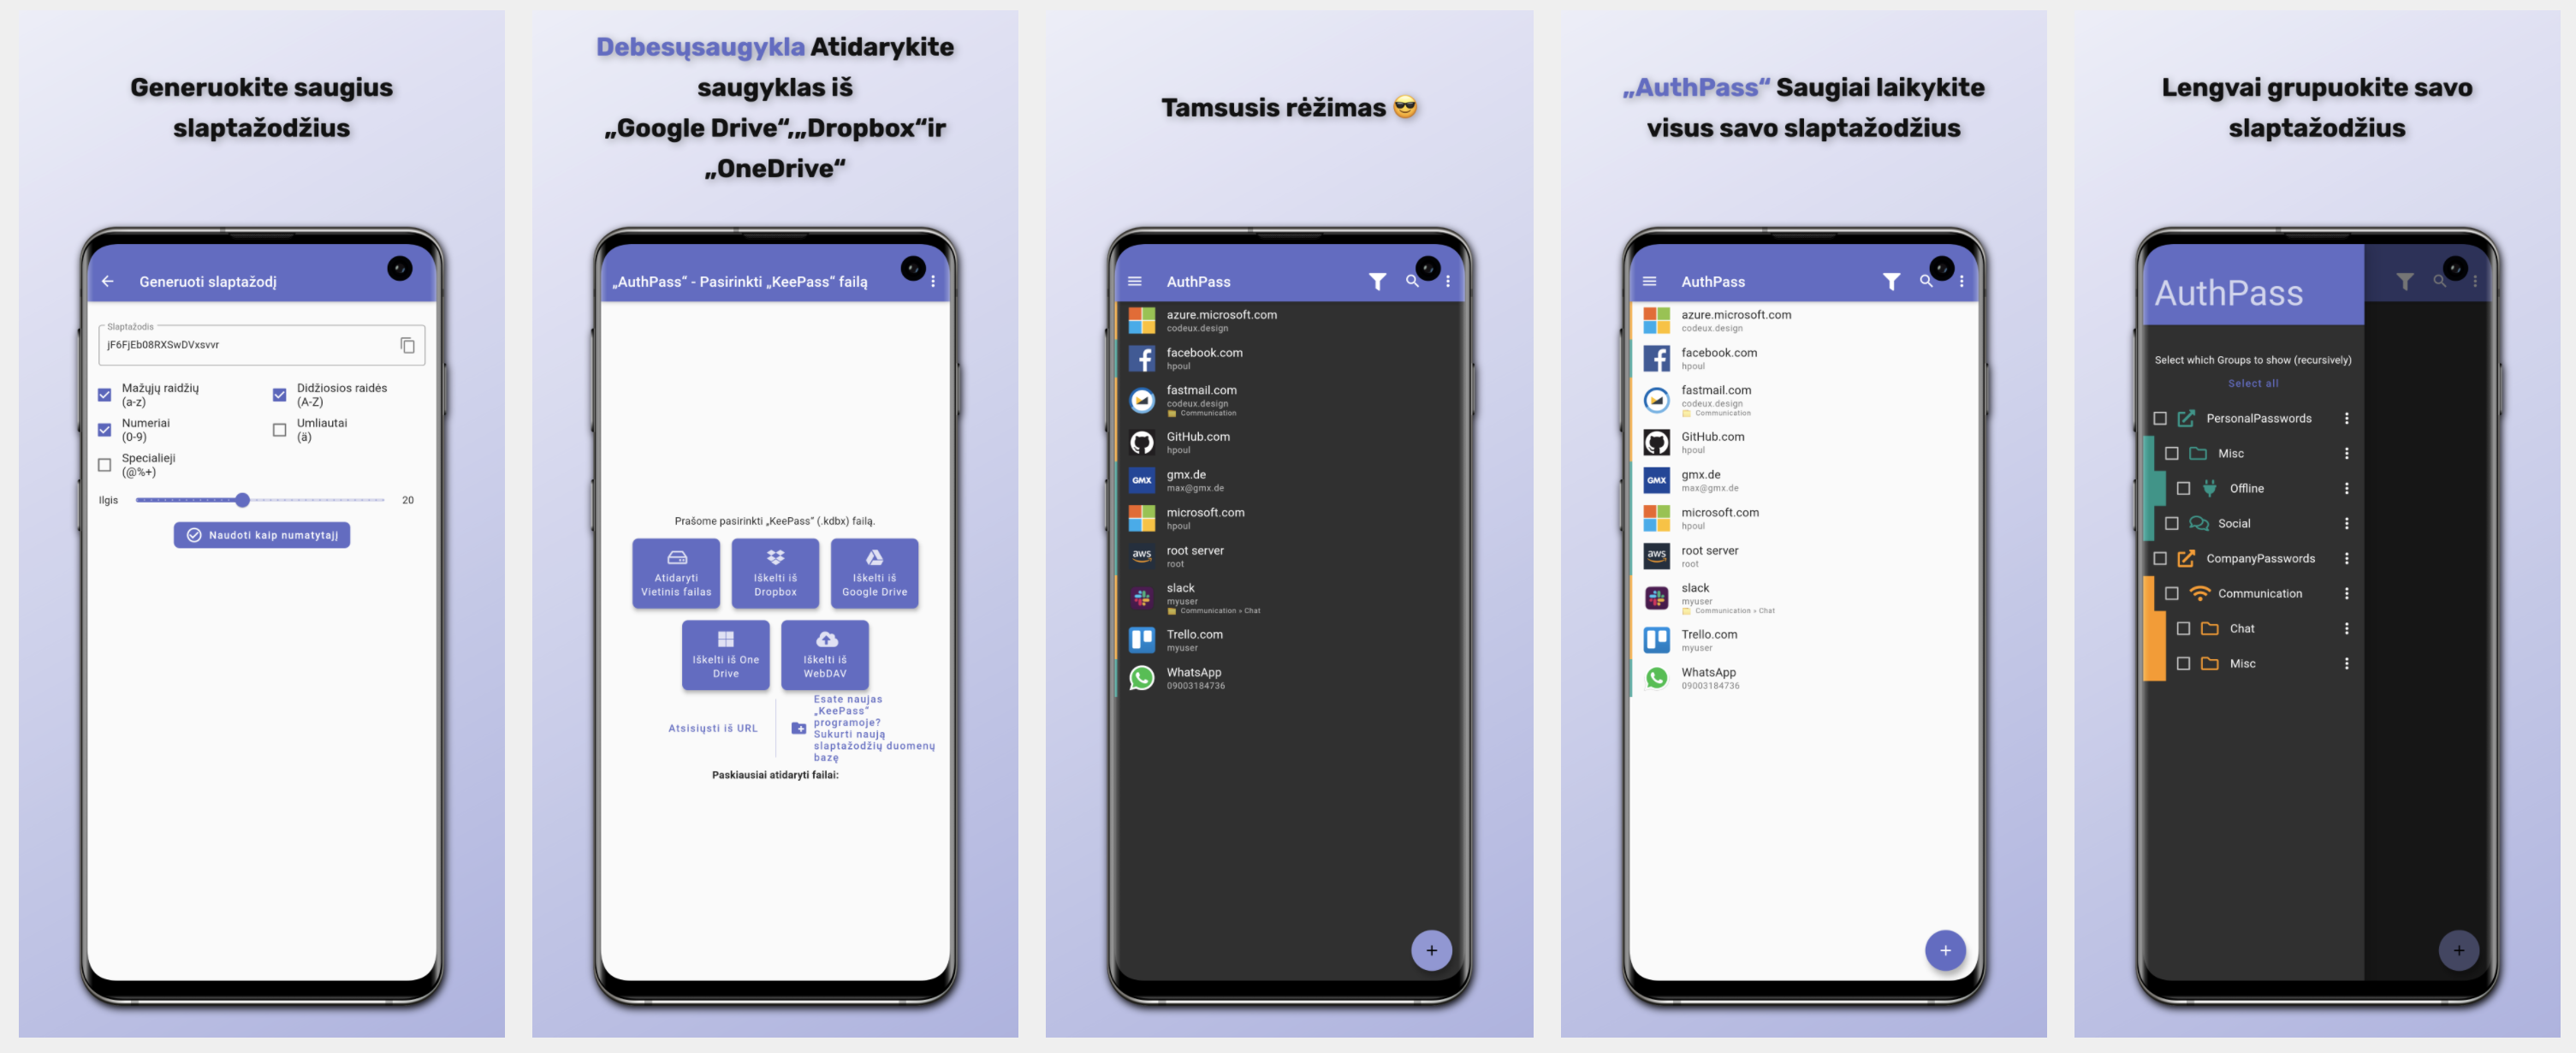 Generuokite saugius
slaptažodžius
Generuoti slaptažodį
Slaptažodis
jF6FjEb08RXSwDVxsvvr
Mažųjų raidžių
(a-z)
Didžiosios raidės
(A-Z)
Numeriai
(0-9)
Umliautai
(ä)
Specialieji
(@%+)
Ilgis
20
Naudoti kaip numatytąjį
Debesųsaugykla Atidarykite
saugyklas iš
„Google Drive“,„Dropbox“ir
„OneDrive“
„AuthPass“ - Pasirinkti „KeePass“ failą
Prašome pasirinkti „KeePass“ (.kdbx) failą.
Atidaryti
Vietinis failas
Iškelti iš
Dropbox
Iškelti iš
Google Drive
Iškelti iš One
Drive
Iškelti iš
WebDAV
Atsisiųsti iš URL
Esate naujas
„KeePass“
programoje?
Sukurti naują
slaptažodžių duomenų
bazę
Paskiausiai atidaryti failai:
Tamsusis rėžimas 😎
AuthPass
azure.microsoft.com
codeux.design
facebook.com
hpoul
fastmail.com
codeux.design
Communication
GitHub.com
hpoul
GMX
gmx.de
max@gmx.de
microsoft.com
hpoul
aws
root server
root
slack
myuser
Communication » Chat
Trello.com
myuser
WhatsApp
09003184736
„AuthPass“ Saugiai laikykite
visus savo slaptažodžius
AuthPass
azure.microsoft.com
codeux.design
facebook.com
hpoul
fastmail.com
codeux.design
Communication
GitHub.com
hpoul
GMX
gmx.de
max@gmx.de
microsoft.com
hpoul
aws
root server
root
slack
myuser
Communication » Chat
Trello.com
myuser
WhatsApp
09003184736
Lengvai grupuokite savo
slaptažodžius
AuthPass
Select which Groups to show (recursively)
Select all
PersonalPasswords
Misc
Offline
Social
CompanyPasswords
Communication
Chat
Misc